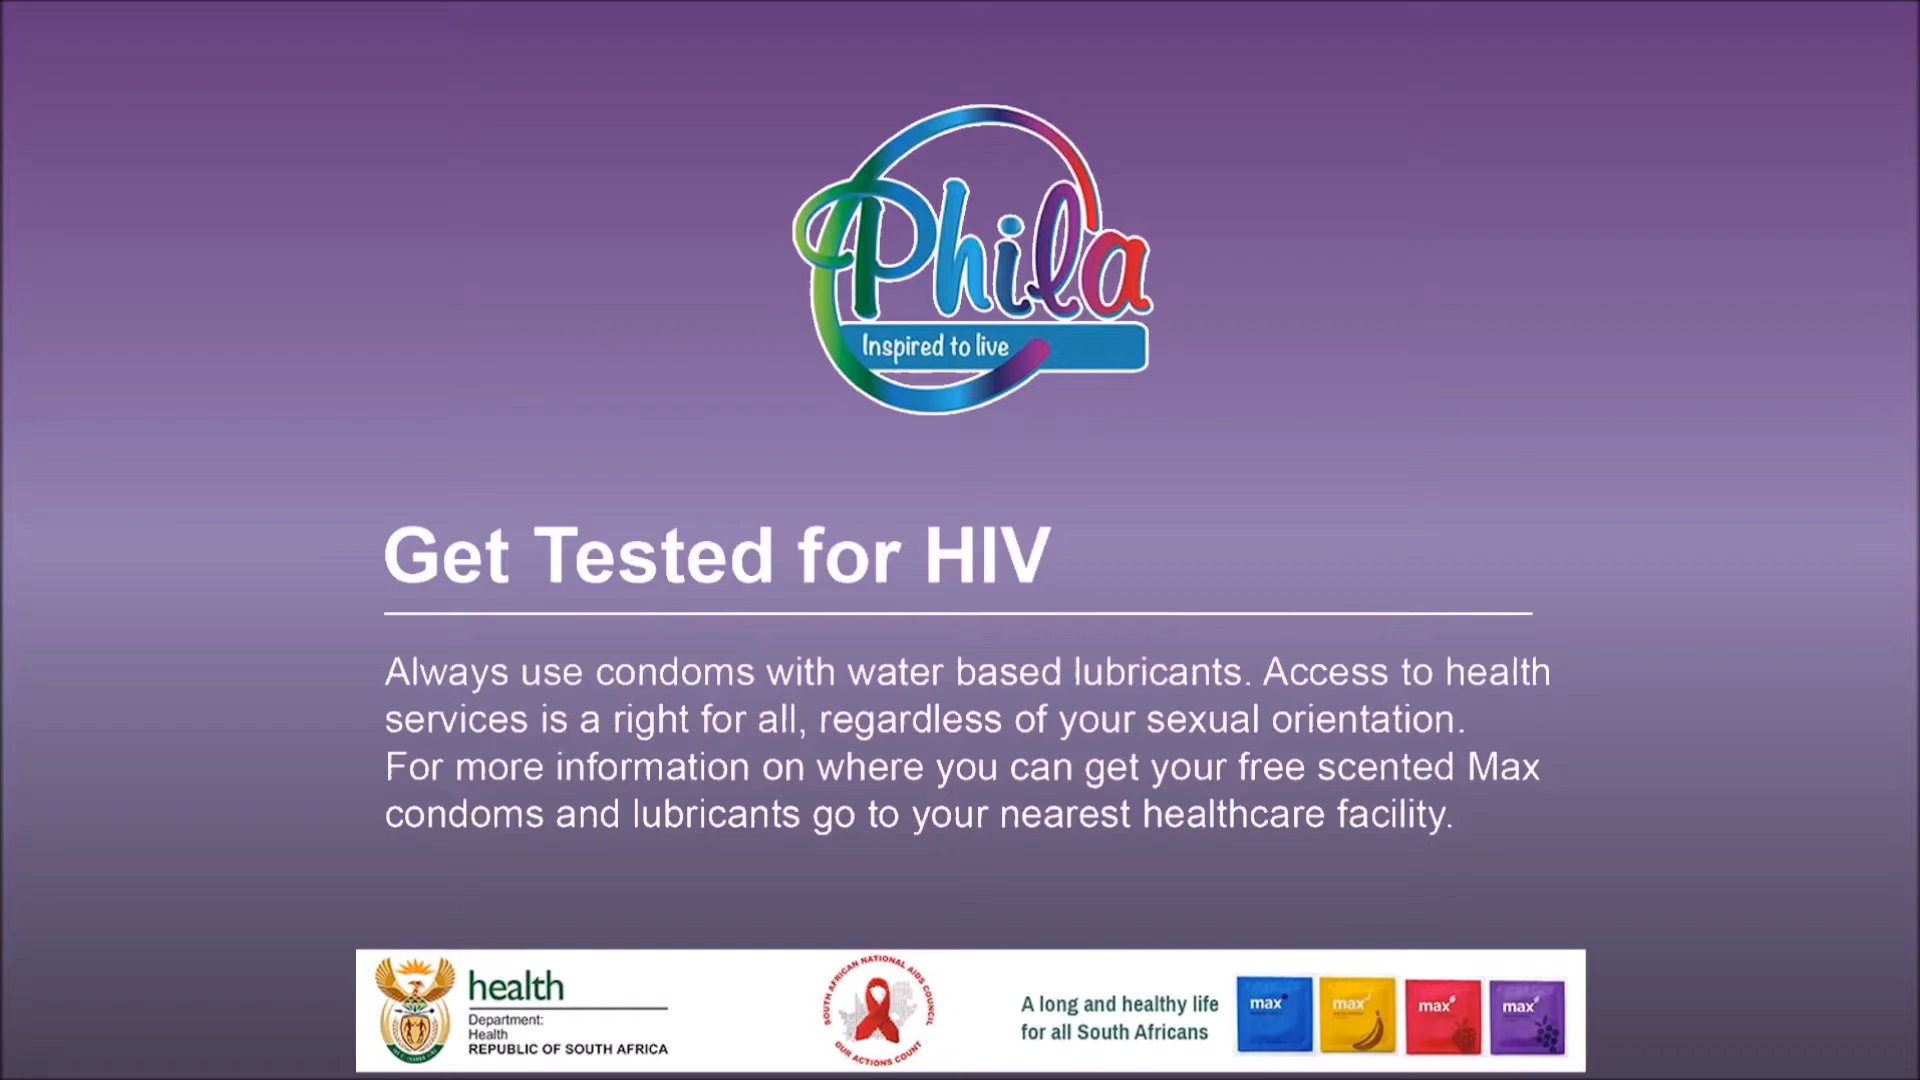 Phila
Inspired to live
Get Tested for HIV
Always use condoms with water based lubricants. Access to health
services is a right for all, regardless of your sexual orientation.
For more information on where you can get your free scented Max
condoms and lubricants go to your nearest healthcare facility.
health
Department:
Health
REPUBLIC OF SOUTH AFRICA
SOUTH AFRICAN NATIONAL AIDS COUNCIL
OUR ACTIONS COUNT
A long and healthy life
for all South Africans
max
max
max
max